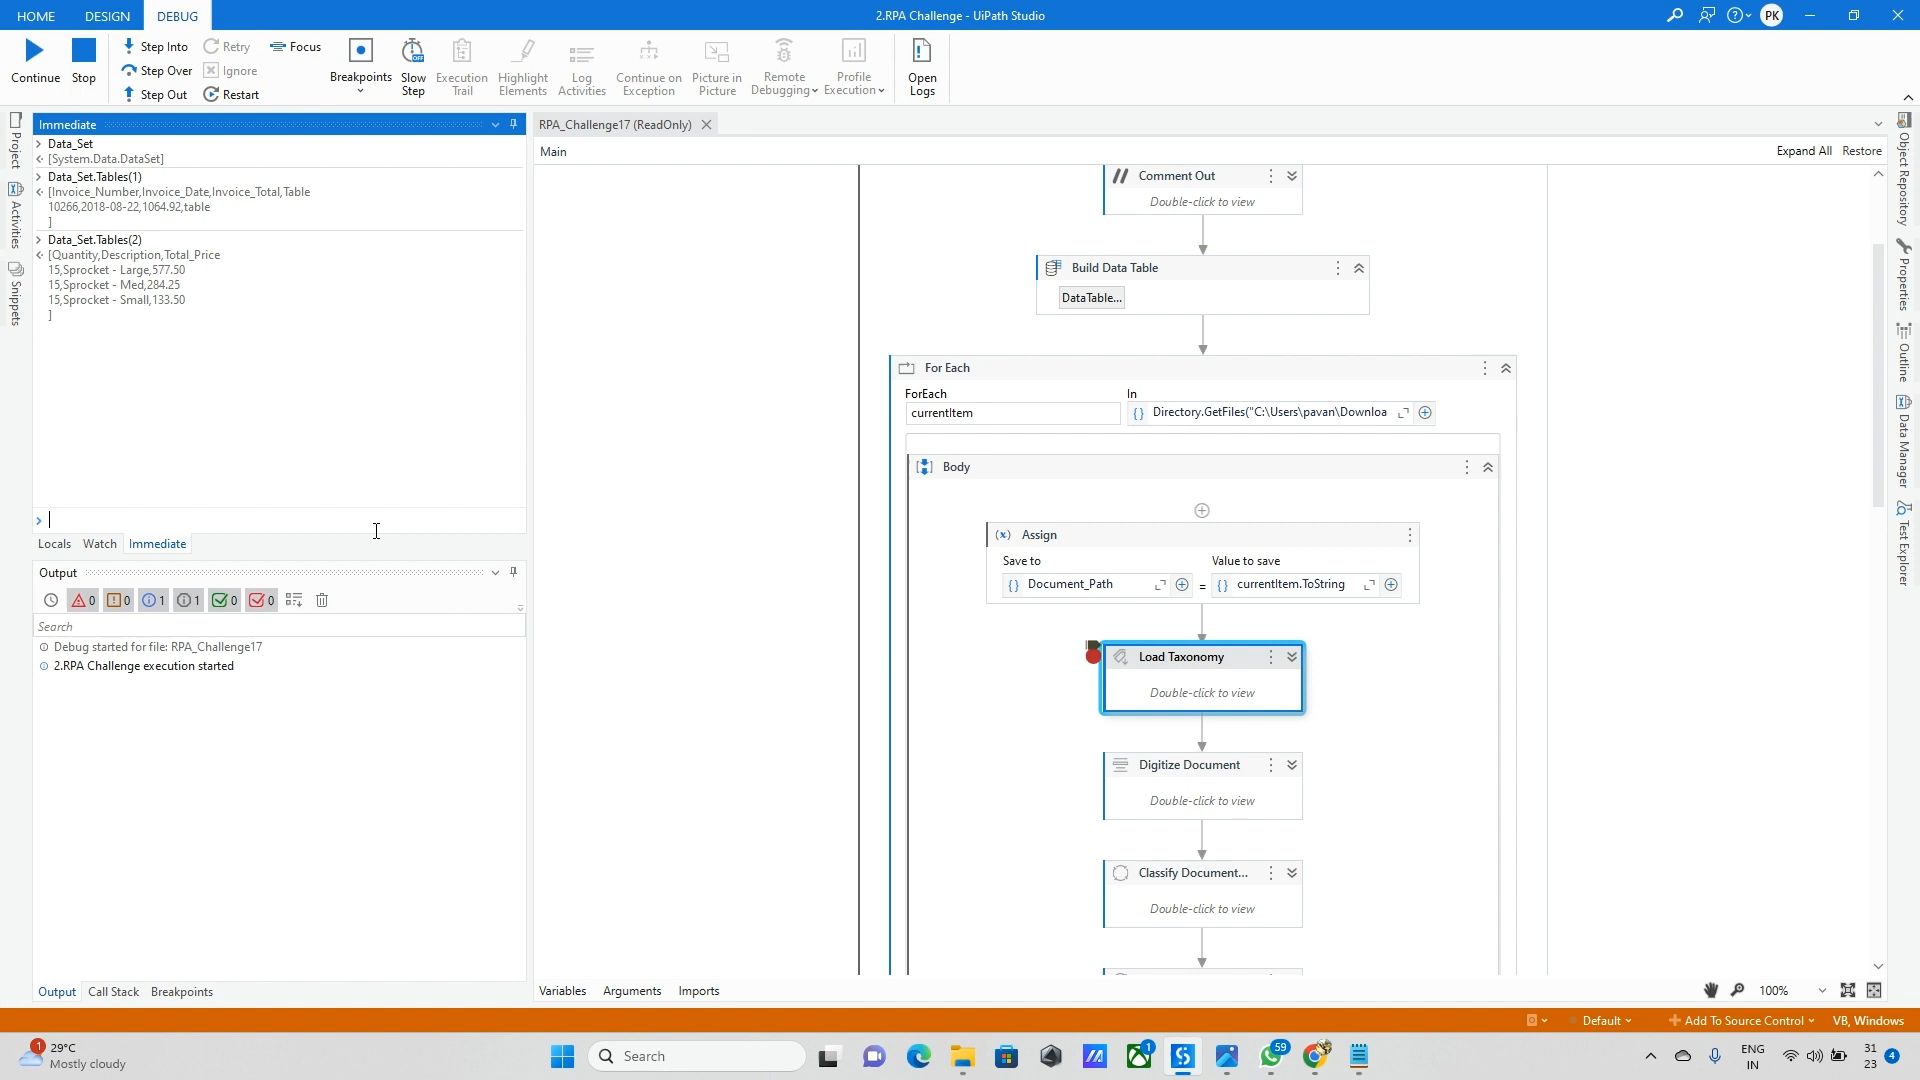 HOME DESIGN DEBUG
2.RPA Challenge - UiPath Studio
PK
Continue
Stop
Step Into
Step Over
Step Out
Retry
Ignore
Restart
Focus
Breakpoints
Slow Step
Execution Trail
Highlight Elements
Log Activities
Continue on Exception
Picture in Picture
Remote Debugging
Profile Execution
Open Logs
Project
Activities
Snippets
Immediate
Data_Set
[System.Data.DataSet]
Data_Set.Tables(1)
[Invoice_Number,Invoice_Date,Invoice_Total,Table
10266,2018-08-22,1064.92,table
]
Data_Set.Tables(2)
[Quantity,Description,Total_Price
15,Sprocket - Large,577.50
15,Sprocket - Med,284.25
15,Sprocket - Small,133.50
]
Locals Watch Immediate
Output
0 0 1 1 0 0
Search
Debug started for file: RPA_Challenge17
2.RPA Challenge execution started
Output Call Stack Breakpoints
RPA_Challenge17 (ReadOnly)
Main
Expand All Restore
Comment Out
Double-click to view
Build Data Table
DataTable...
For Each
ForEach In
currentItem
Directory.GetFiles("C:\Users\pavan\Downloa
Body
Assign
Save to Value to save
Document_Path = currentItem.ToString
Load Taxonomy
Double-click to view
Digitize Document
Double-click to view
Classify Document...
Double-click to view
Variables Arguments Imports
100%
Object Repository
Properties
Outline
Data Manager
Test Explorer
Default
Add To Source Control
VB, Windows
1
29°C
Mostly cloudy
Search
1
59
ENG
IN
31
23
4